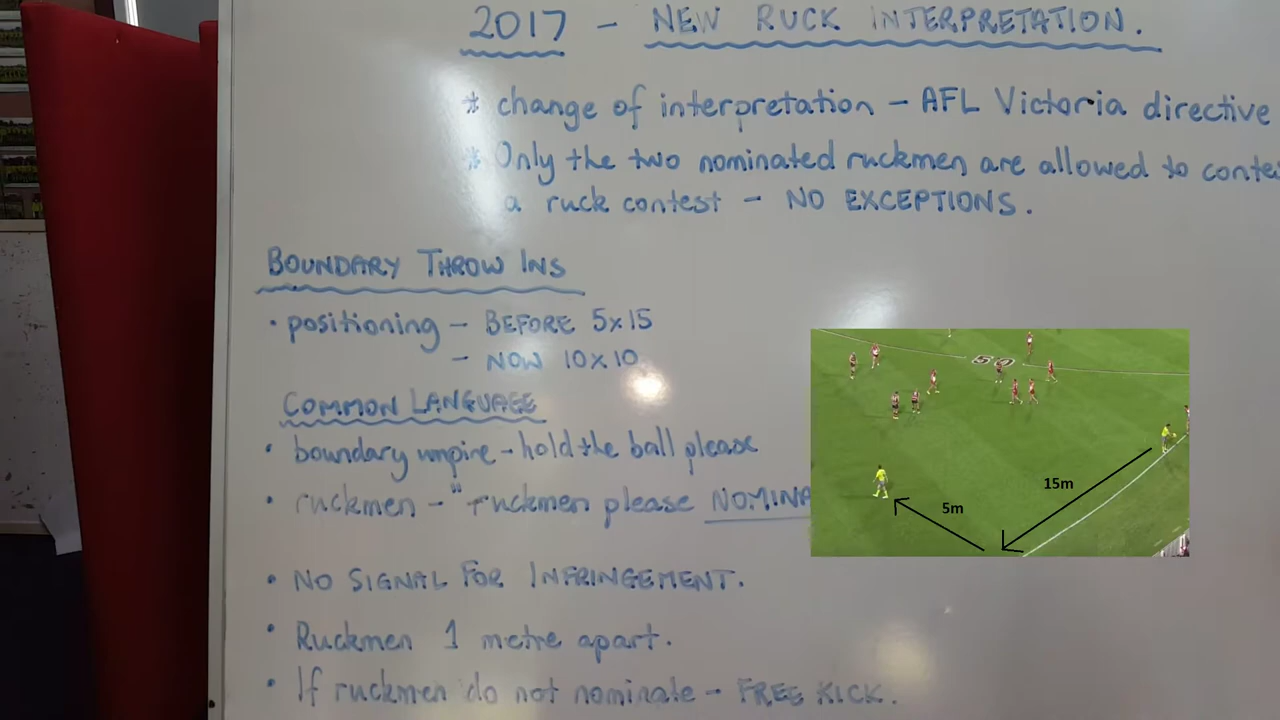 2017 - NEW RUCK INTERPRETATION.
* change of interpretation - AFL Victoria directive
* Only the two nominated ruckmen are allowed to conte
a ruck contest - NO EXCEPTIONS.
BOUNDARY THROW INS
• positioning - BEFORE 5x15
- NOW 10x10
COMMON LANGUAGE
• boundary umpire - hold the ball please
• ruckmen - "ruckmen please NOMINA
• NO SIGNAL FOR INFRINGEMENT.
• Ruckmen 1 metre apart.
• If ruckmen do not nominate - FREE KICK.
50
15m
5m